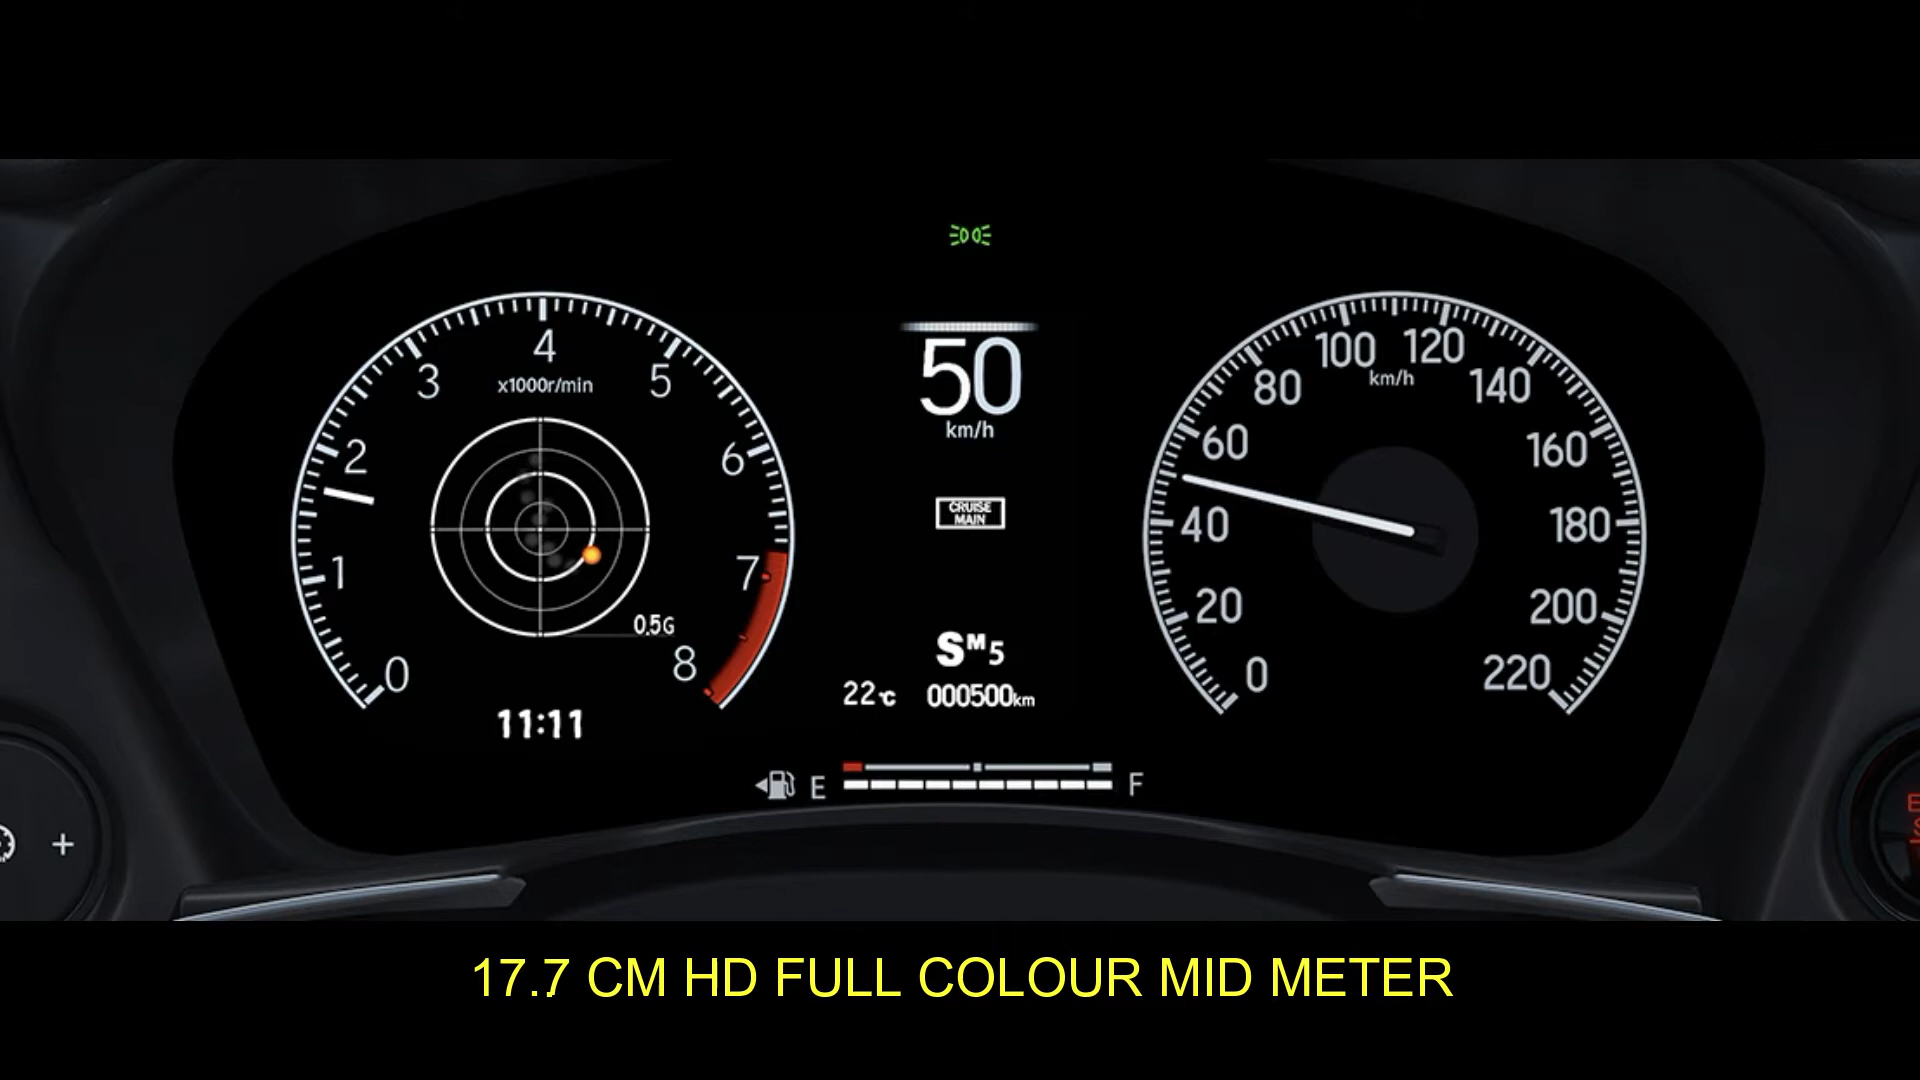 4
3
5
x1000r/min
2
6
1
7
0
8
0.5G
11:11
50
km/h
CRUISE
MAIN
SM5
22°C
000500km
E
F
100 120
km/h
80
140
60
160
40
180
20
200
0
220
+
17.7 CM HD FULL COLOUR MID METER